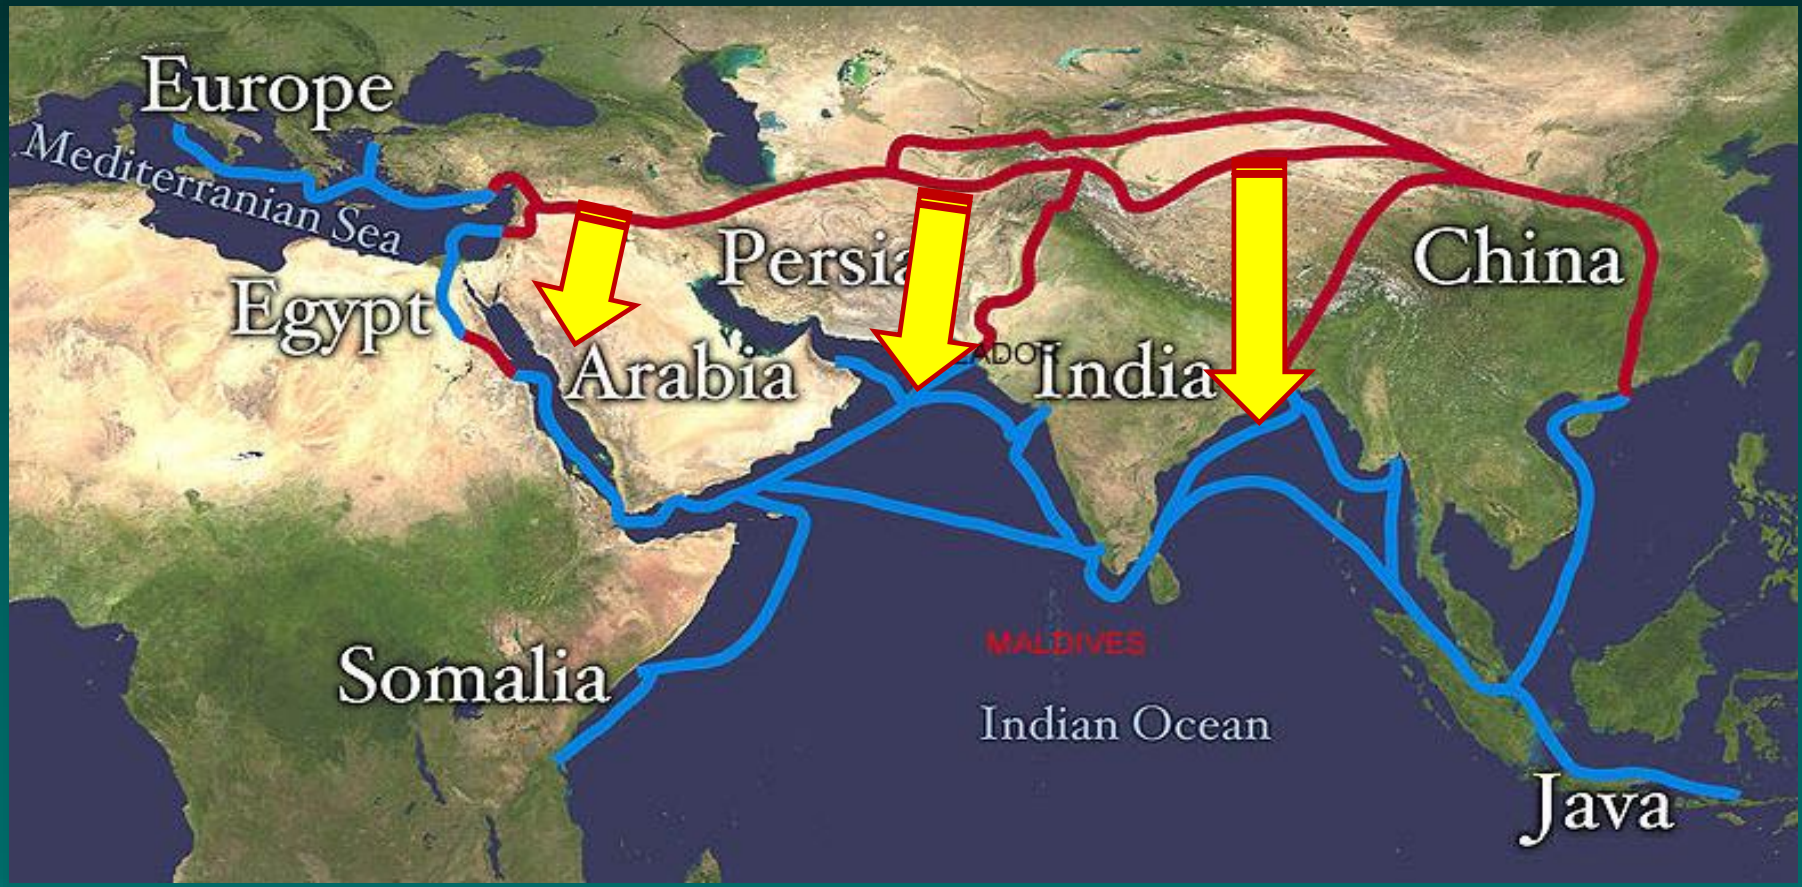 Europe
Mediterranean Sea
Persia
China
Egypt
Arabia
India
Somalia
MALDIVES
Indian Ocean
Java